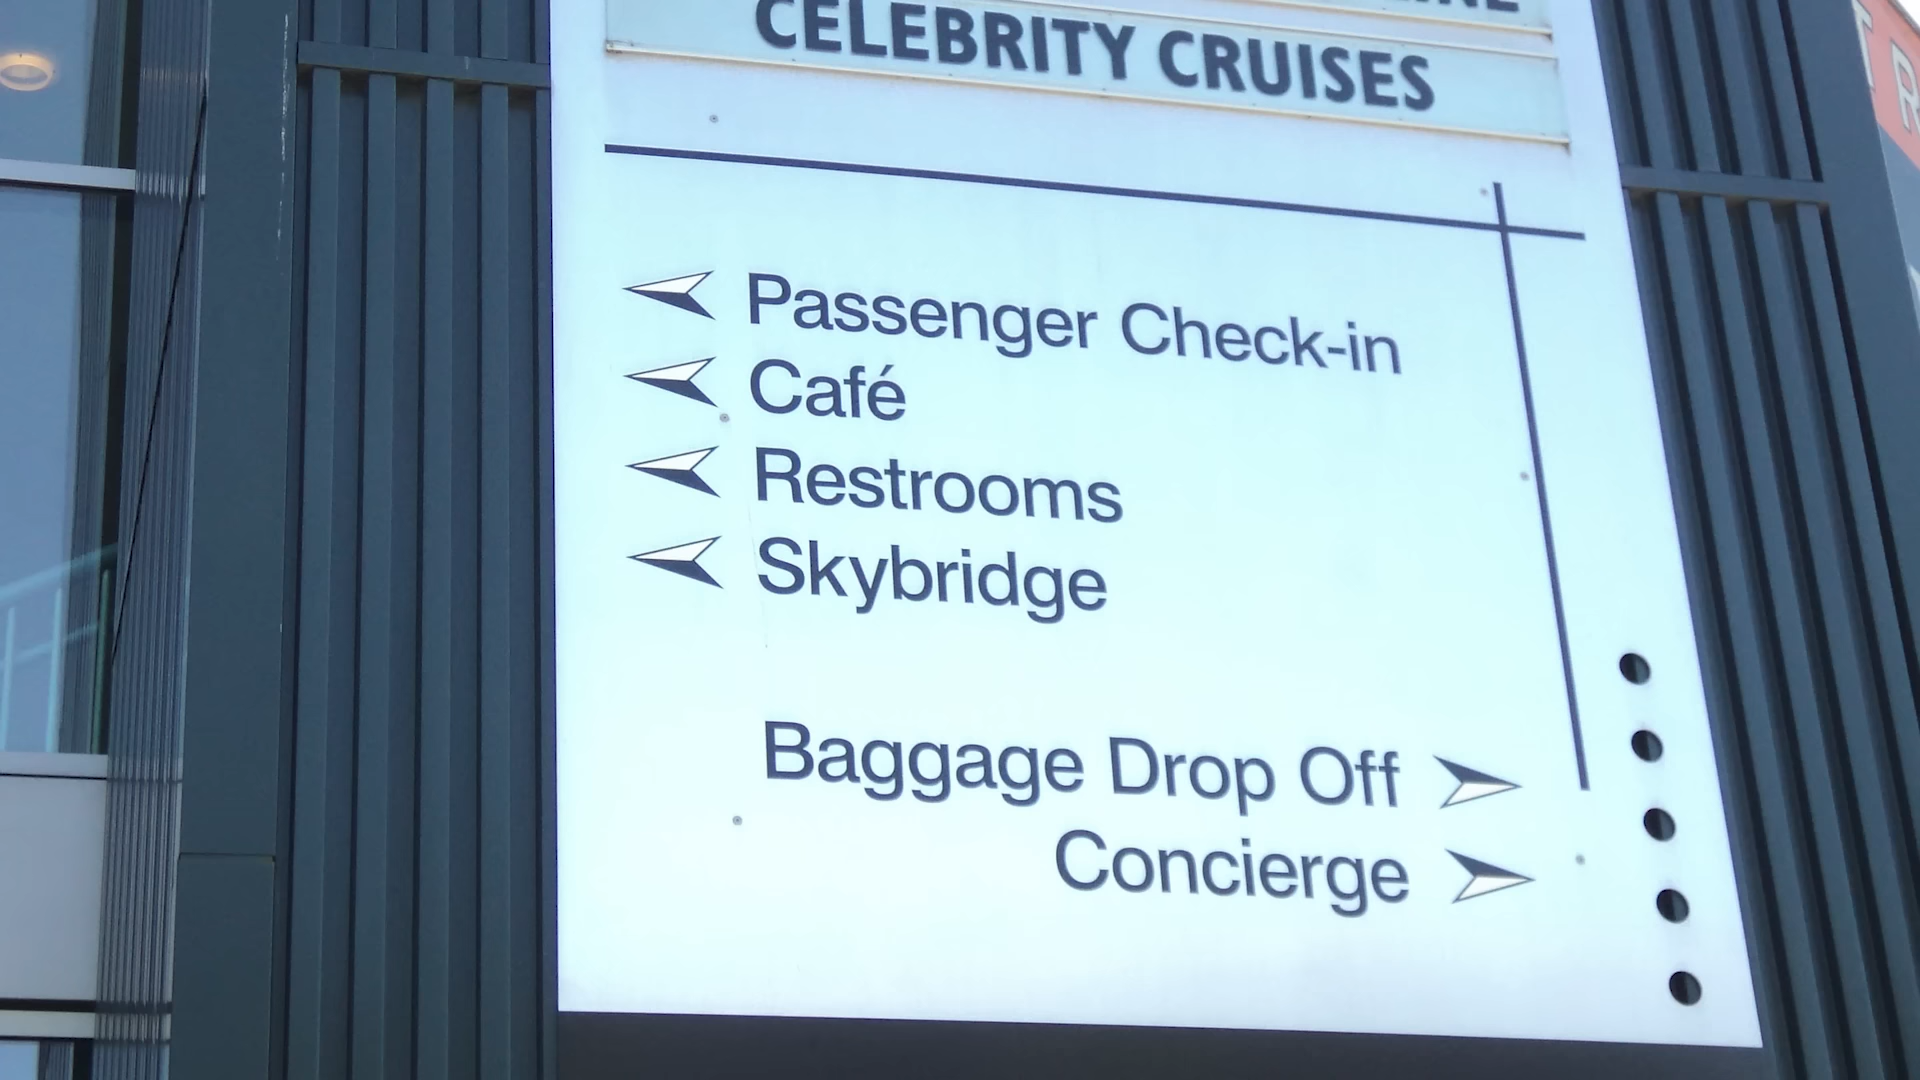 CELEBRITY CRUISES
Passenger Check-in
Café
Restrooms
Skybridge
Baggage Drop Off
Concierge